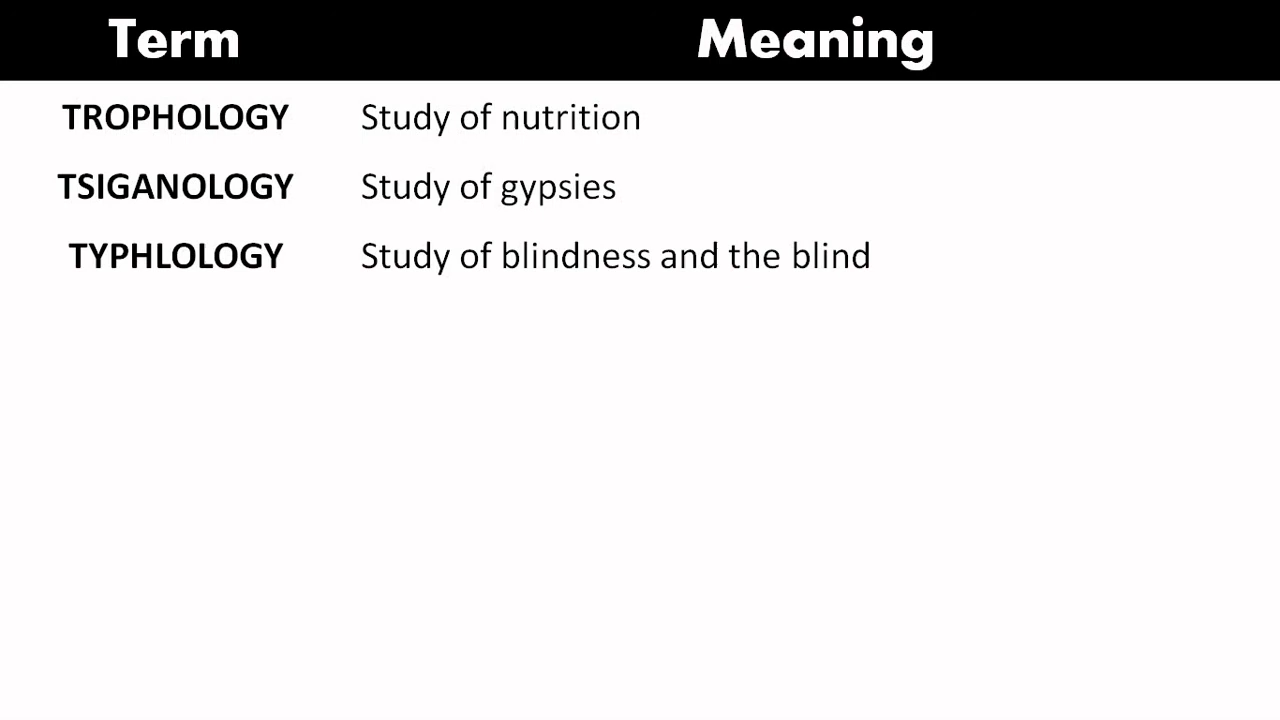 Term Meaning
TROPHOLOGY Study of nutrition
TSIGANOLOGY Study of gypsies
TYPHLOLOGY Study of blindness and the blind